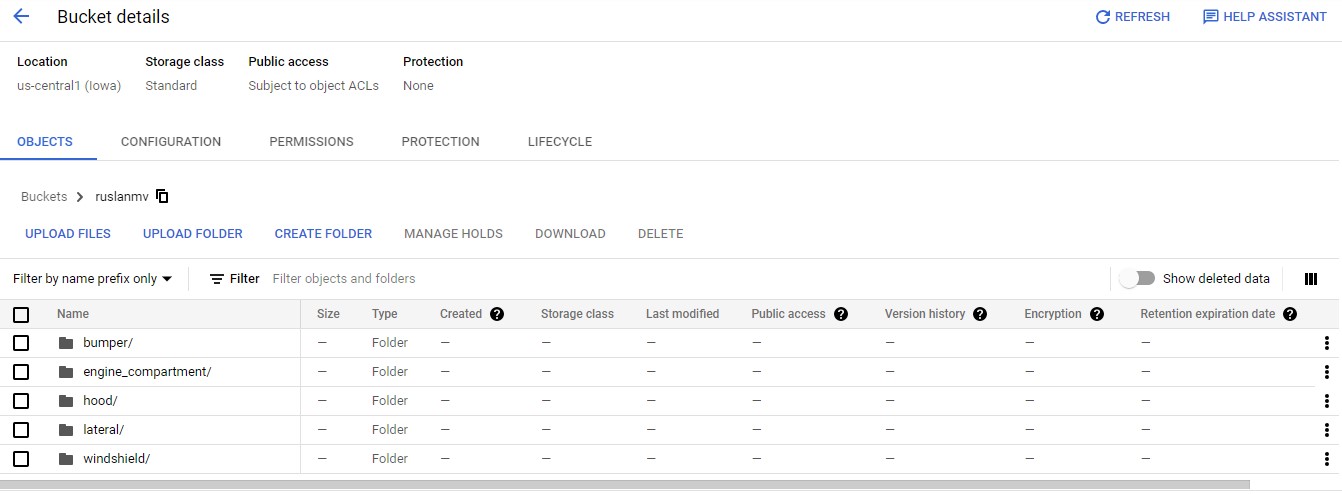 Bucket details REFRESH HELP ASSISTANT
Location Storage class Public access Protection
us-central1 (Iowa) Standard Subject to object ACLs None
OBJECTS CONFIGURATION PERMISSIONS PROTECTION LIFECYCLE
Buckets > ruslanmv
UPLOAD FILES UPLOAD FOLDER CREATE FOLDER MANAGE HOLDS DOWNLOAD DELETE
Filter by name prefix only Filter Filter objects and folders Show deleted data
Name Size Type Created ? Storage class Last modified Public access ? Version history ? Encryption ? Retention expiration date ?
bumper/ — Folder — — — — — — —
engine_compartment/ — Folder — — — — — — —
hood/ — Folder — — — — — — —
lateral/ — Folder — — — — — — —
windshield/ — Folder — — — — — — —